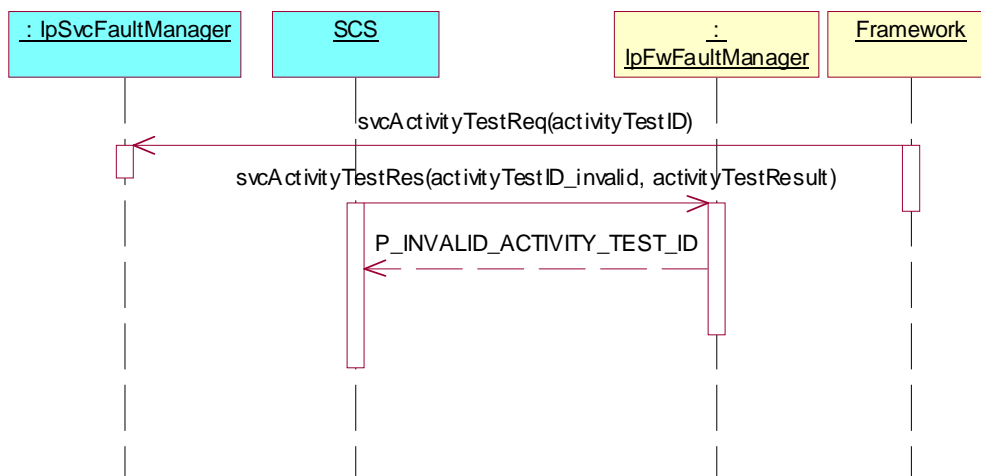 : IpSvcFaultManager
SCS
:
IpFwFaultManager
Framework
svcActivityTestReq(activityTestID)
svcActivityTestRes(activityTestID_invalid, activityTestResult)
P_INVALID_ACTIVITY_TEST_ID